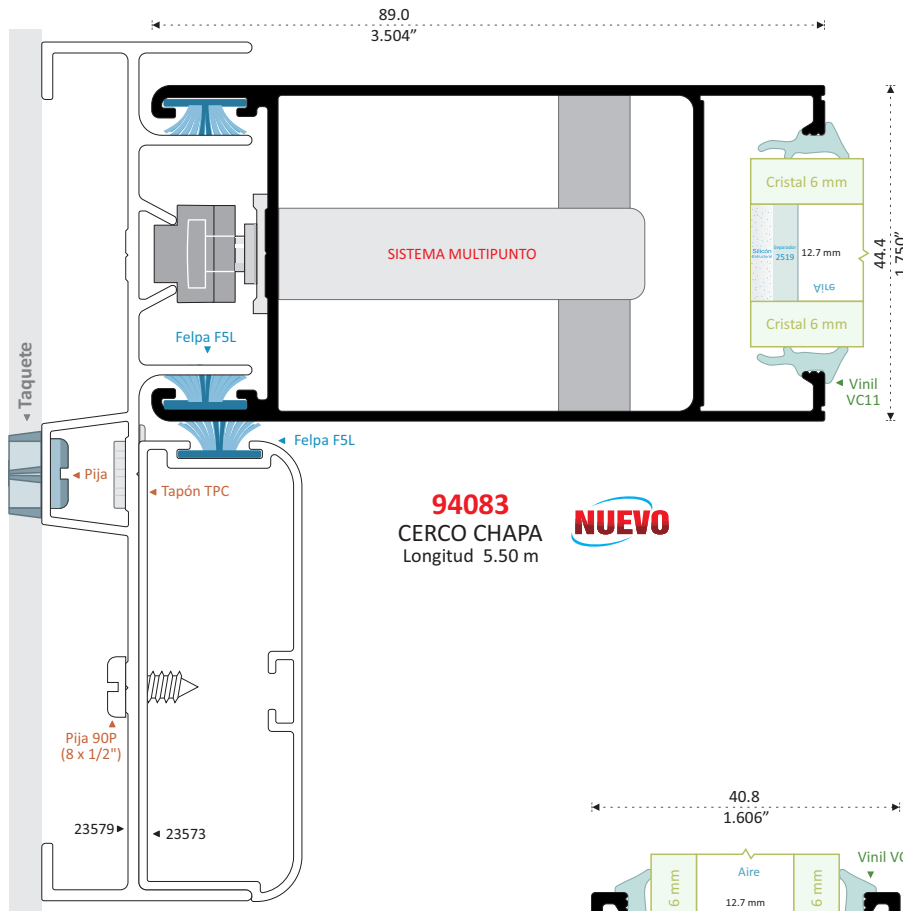 89.0
3.504”
Cristal 6 mm
Silicón
Estructural
Separador
2519
12.7 mm
Aire
44.4
1.750”
SISTEMA MULTIPUNTO
Cristal 6 mm
Felpa F5L
Taquete
Vinil
VC11
Felpa F5L
Pija
Tapón TPC
94083
CERCO CHAPA
Longitud 5.50 m
NUEVO
Pija 90P
(8 x 1/2")
23579
23573
40.8
1.606”
Vinil VC
Aire
6 mm
12.7 mm
6 mm